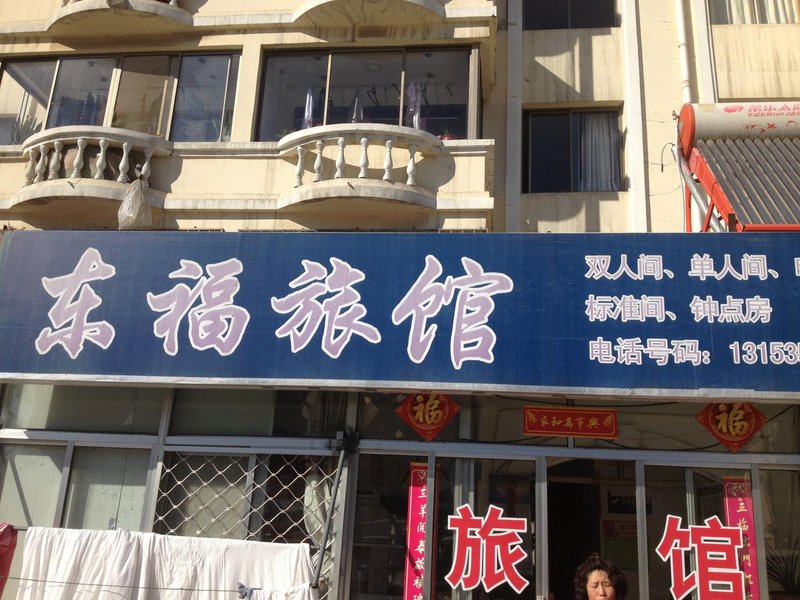 东福旅馆
双人间、单人间、
标准间、钟点房
电话号码：13153
福
家和万事兴
福
旅馆